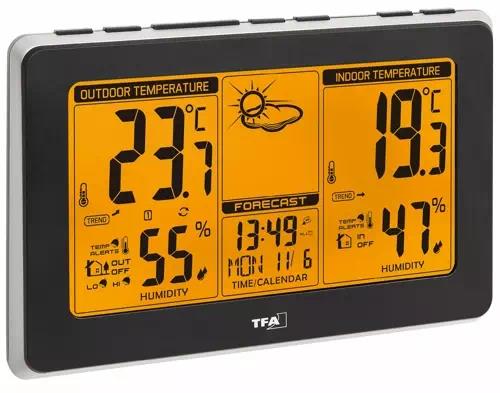 OUTDOOR TEMPERATURE
23.7 °C
TREND
1
TEMP ALERTS
OUT
OFF
LO HI
55%
HUMIDITY
FORECAST
13:49
MON 11/ 6
TIME/CALENDAR
INDOOR TEMPERATURE
19.3 °C
TREND
TEMP ALERTS
IN
OFF
47%
HUMIDITY
TFA